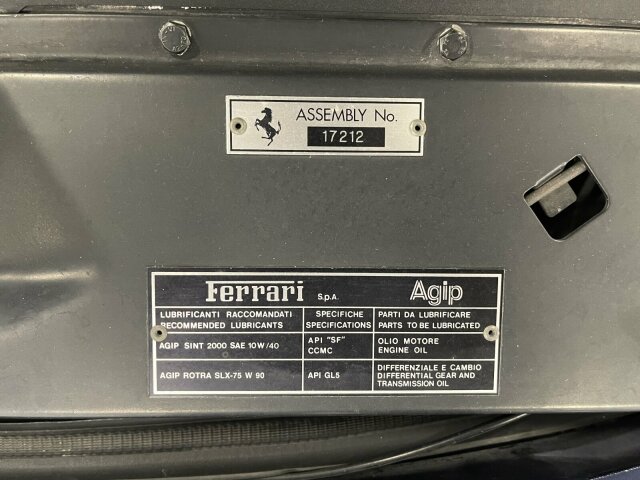 ASSEMBLY No.
17212
Ferrari S.p.A. Agip
LUBRIFICANTI RACCOMANDATI
RECOMMENDED LUBRICANTS
SPECIFICHE
SPECIFICATIONS
PARTI DA LUBRIFICARE
PARTS TO BE LUBRICATED
AGIP SINT 2000 SAE 10W/40
API "SF"
CCMC
OLIO MOTORE
ENGINE OIL
AGIP ROTRA SLX-75 W 90
API GL5
DIFFERENZIALE E CAMBIO
DIFFERENTIAL GEAR AND
TRANSMISSION OIL